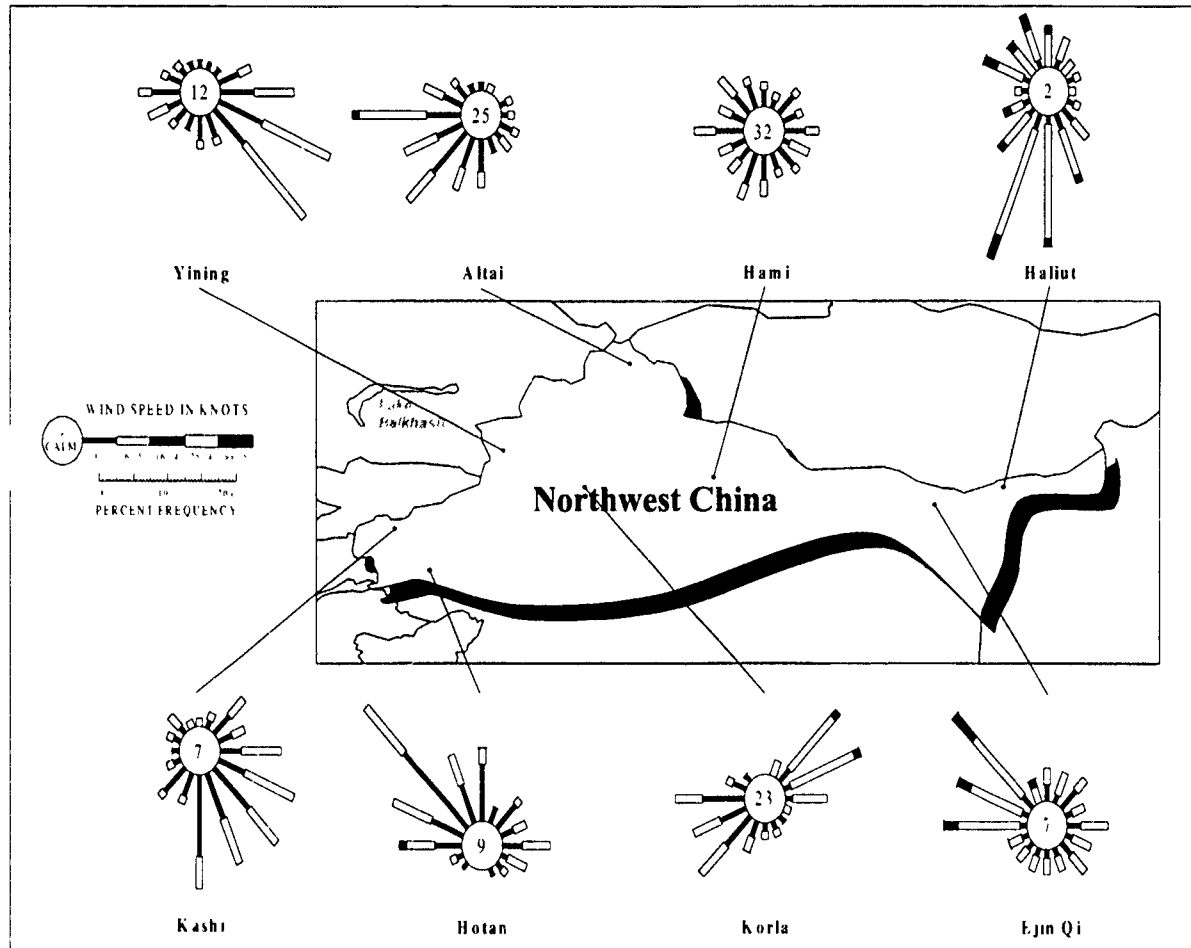 12
25
32
2
Yining
Altai
Hami
Haliut
Lake
Balkhash
WIND SPEED IN KNOTS
CALM
PERCENT FREQUENCY
Northwest China
7
9
23
Kashi
Hotan
Korla
Ejin Qi